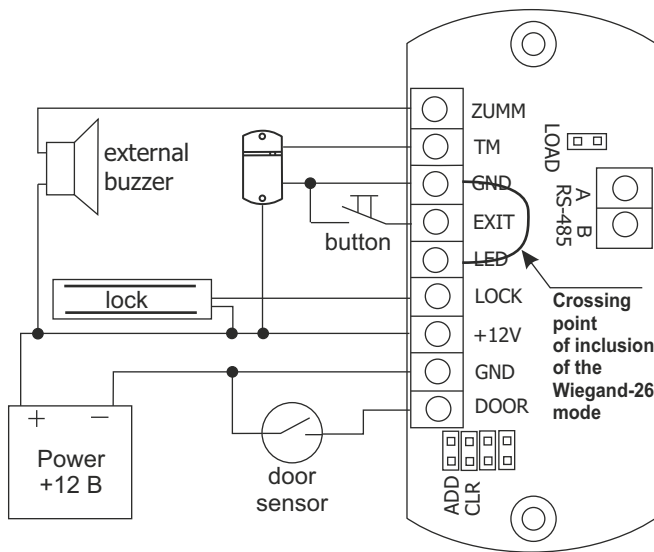 external
buzzer
button
lock
+ −
Power
+12 B
door
sensor
ZUMM
TM
GND
EXIT
LED
LOCK
+12V
GND
DOOR
LOAD
A B
RS-485
Crossing
point
of inclusion
of the
Wiegand-26
mode
ADD
CLR